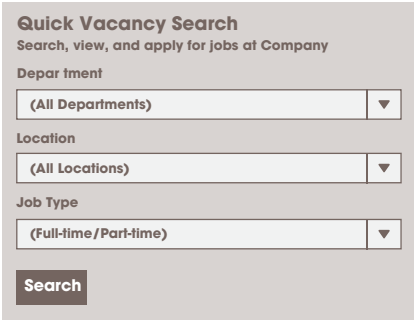 Quick Vacancy Search
Search, view, and apply for jobs at Company
Depar tment
(All Departments)
Location
(All Locations)
Job Type
(Full-time/Part-time)
Search